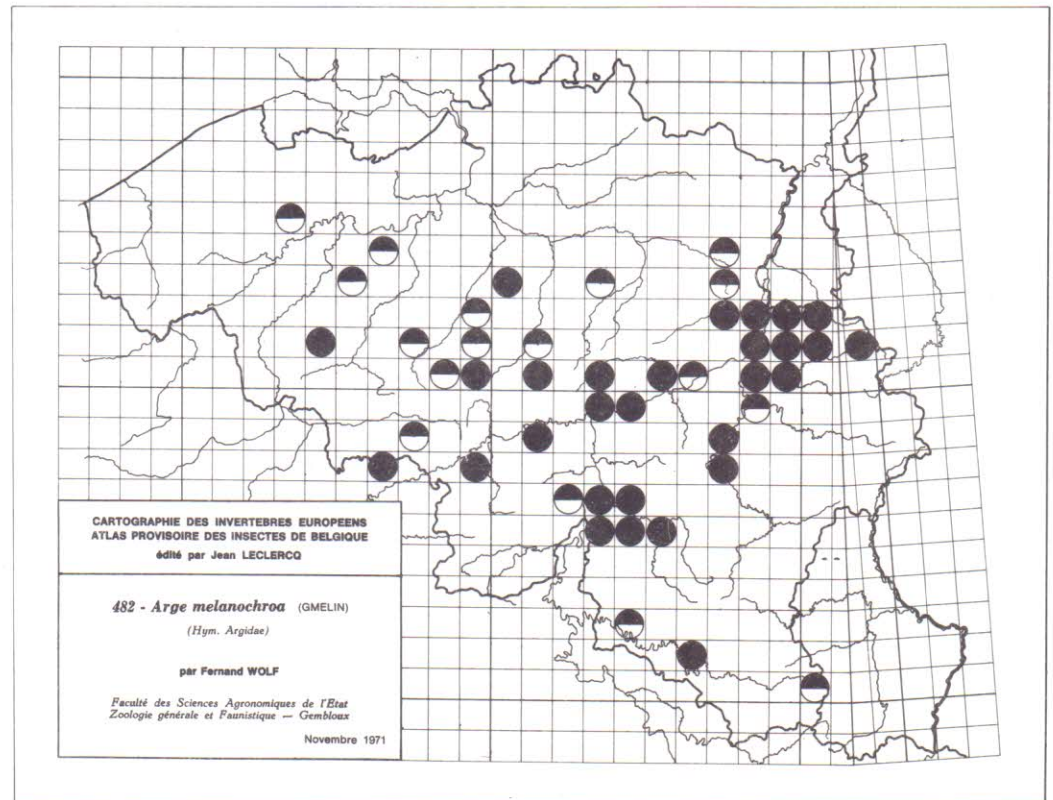 CARTOGRAPHIE DES INVERTEBRES EUROPEENS
ATLAS PROVISOIRE DES INSECTES DE BELGIQUE
édité par Jean LECLERCQ
482 - Arge melanochroa (GMELIN)
(Hym. Argidae)
par Fernand WOLF
Faculté des Sciences Agronomiques de l'Etat
Zoologie générale et Faunistique — Gembloux
Novembre 1971